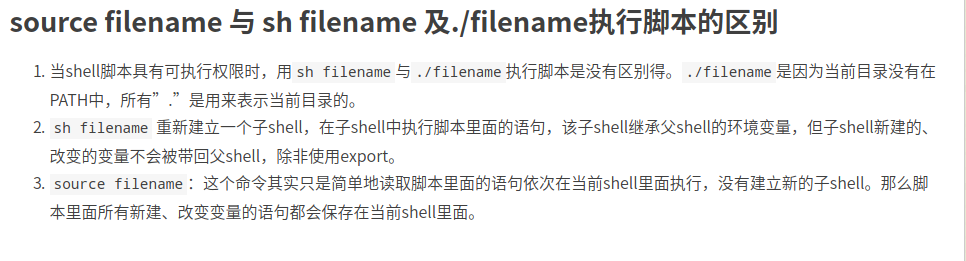 source filename 与 sh filename 及./filename执行脚本的区别
1. 当shell脚本具有可执行权限时，用 sh filename 与 ./filename 执行脚本是没有区别得。./filename 是因为当前目录没有在
PATH中，所有”.”是用来表示当前目录的。
2. sh filename 重新建立一个子shell，在子shell中执行脚本里面的语句，该子shell继承父shell的环境变量，但子shell新建的、
改变的变量不会被带回父shell，除非使用export。
3. source filename ：这个命令其实只是简单地读取脚本里面的语句依次在当前shell里面执行，没有建立新的子shell。那么脚
本里面所有新建、改变变量的语句都会保存在当前shell里面。